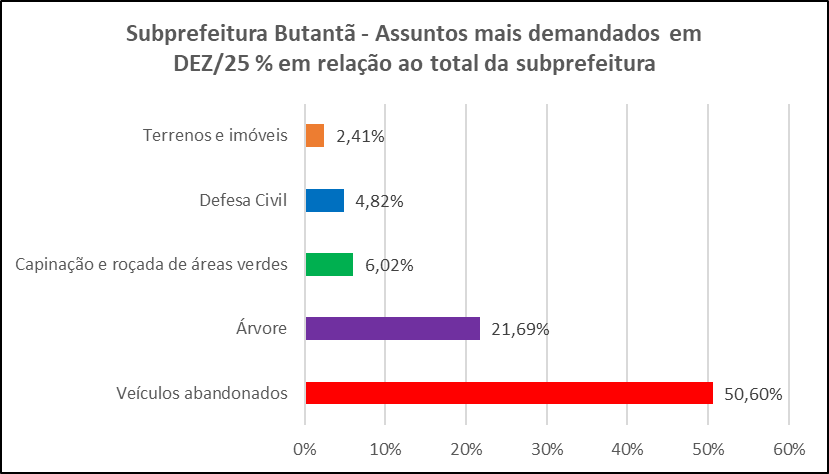 Subprefeitura Butantã - Assuntos mais demandados em
DEZ/25 % em relação ao total da subprefeitura
Terrenos e imóveis 2,41%
Defesa Civil 4,82%
Capinação e roçada de áreas verdes 6,02%
Árvore 21,69%
Veículos abandonados 50,60%
0% 10% 20% 30% 40% 50% 60%